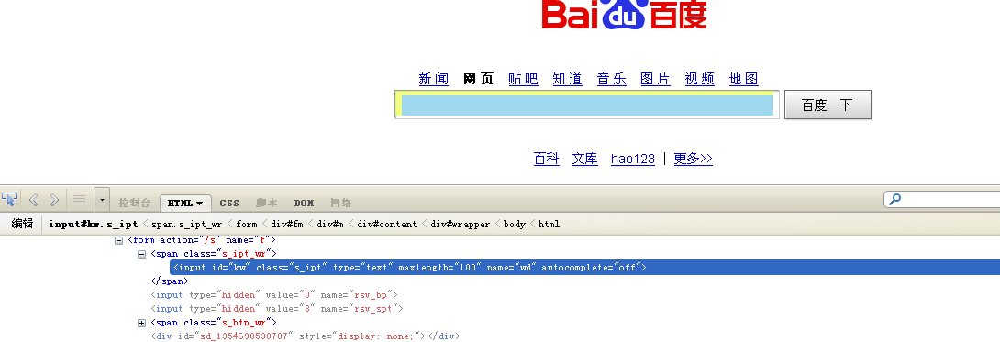 Bai du 百度
新闻 网页 贴吧 知道 音乐 图片 视频 地图
百度一下
百科 文库 hao123 | 更多>>
控制台 HTML CSS 脚本 DOM 网络
编辑 input#kw.s_ipt < span.s_ipt_wr < form < div#fm < div#m < div#content < div#wrapper < body < html
<form action="/s" name="f">
<span class="s_ipt_wr">
<input id="kw" class="s_ipt" type="text" maxlength="100" name="wd" autocomplete="off">
</span>
<input type="hidden" value="0" name="rsv_bp">
<input type="hidden" value="3" name="rsv_spt">
<span class="s_btn_wr">
<div id="sd_1354698538787" style="display: none;"></div>